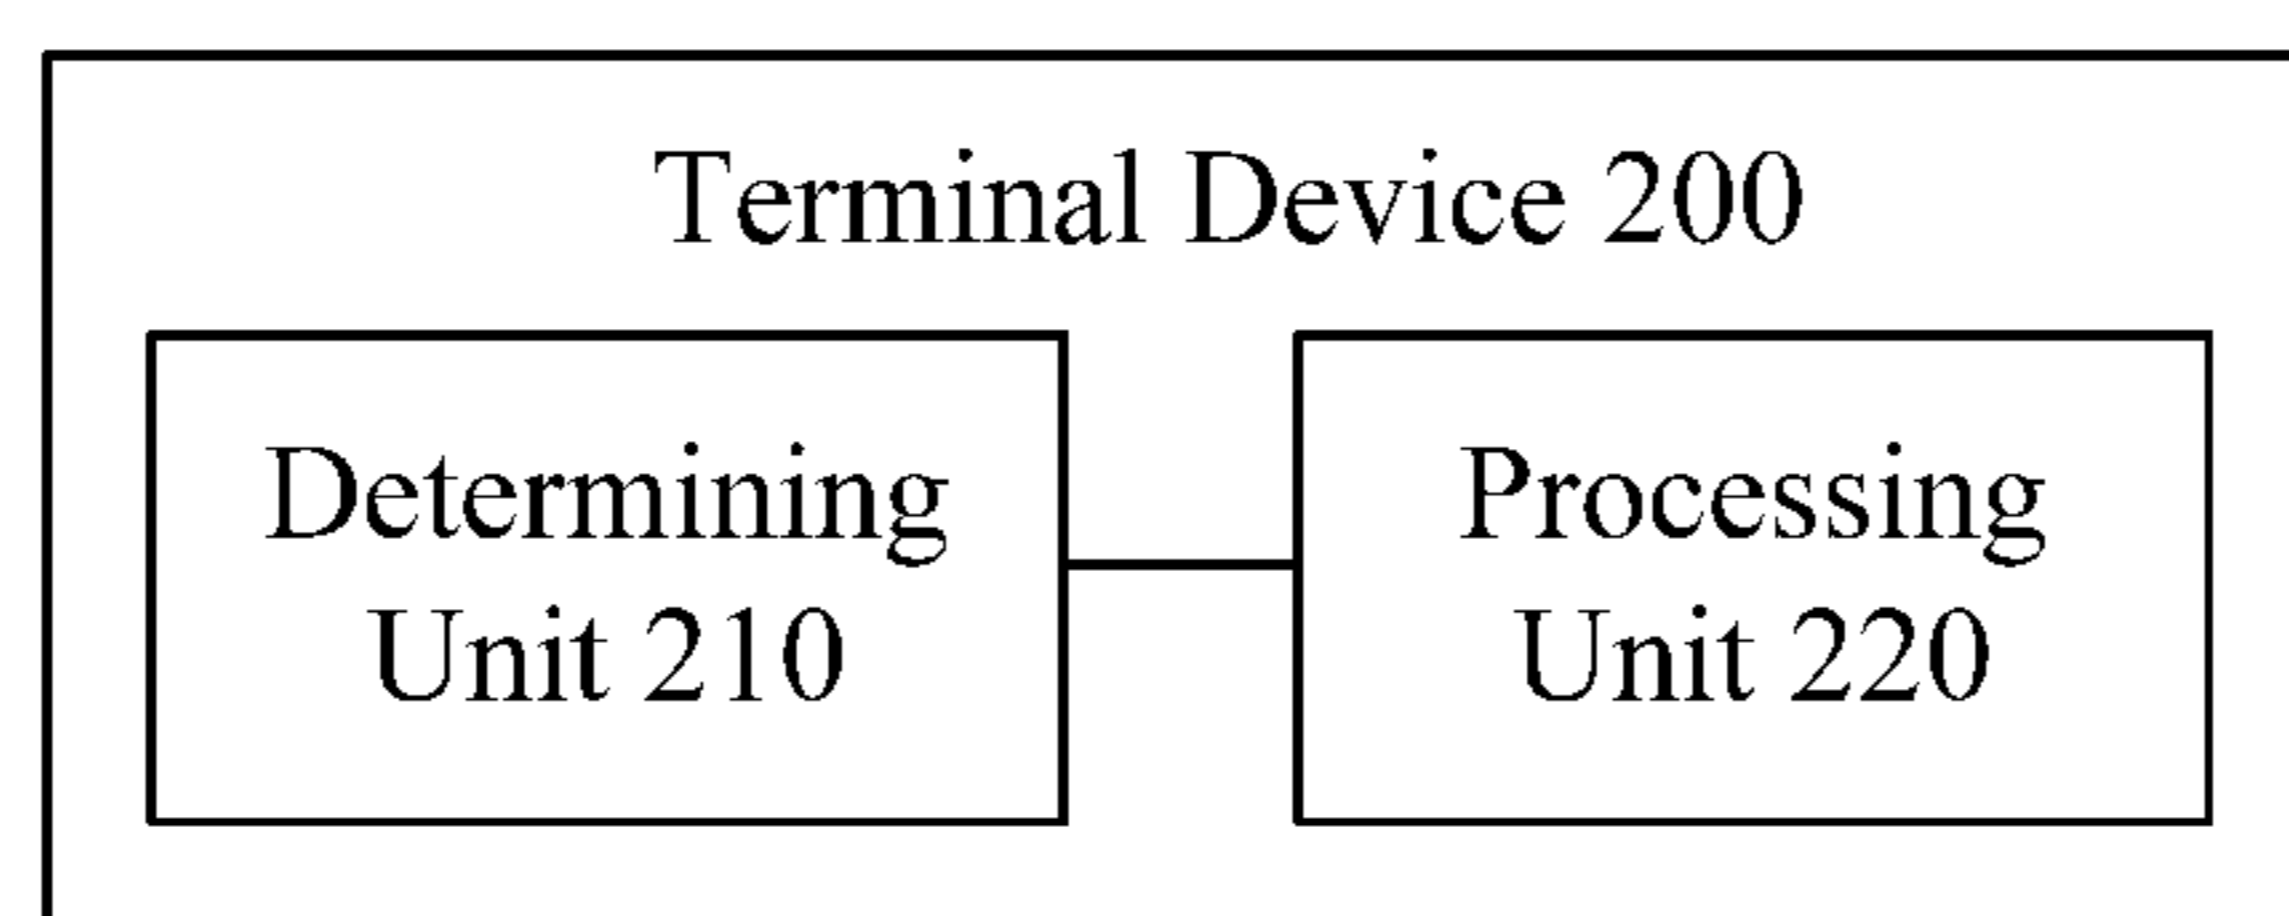 Terminal Device 200
Determining
Unit 210
Processing
Unit 220